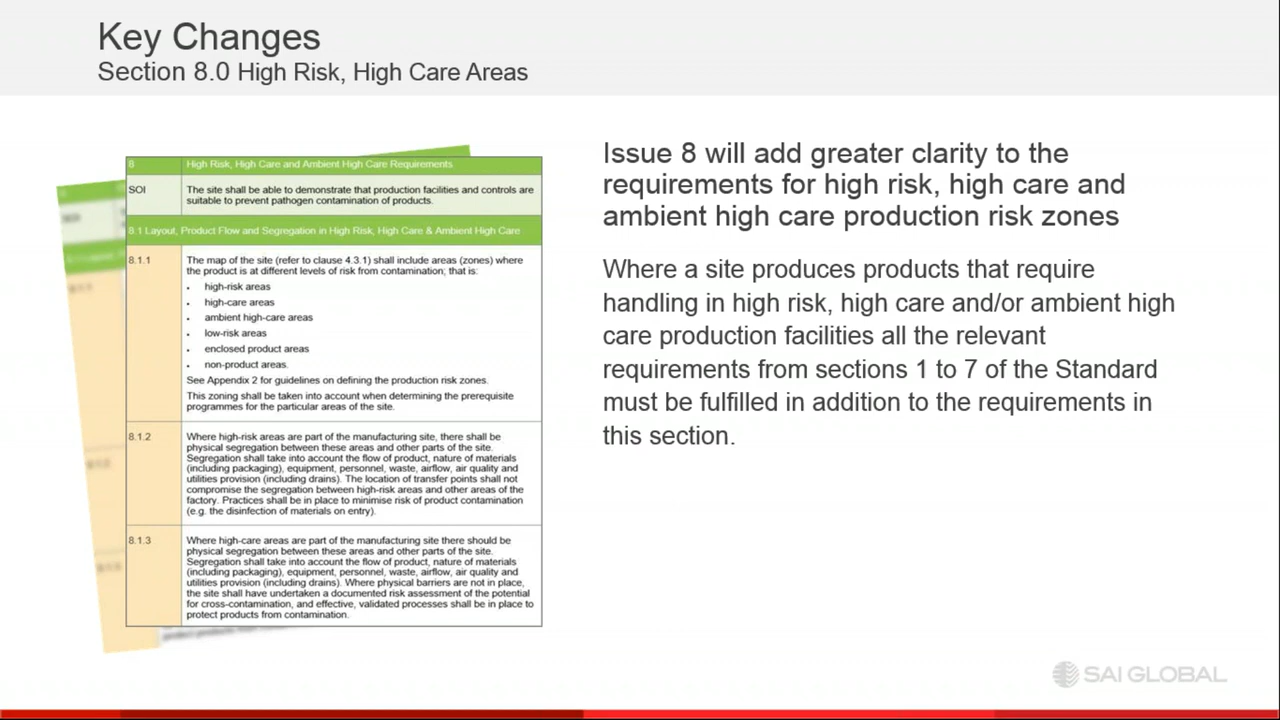 Key Changes
Section 8.0 High Risk, High Care Areas
8 High Risk, High Care and Ambient High Care Requirements
SOI The site shall be able to demonstrate that production facilities and controls are
suitable to prevent pathogen contamination of products.
8.1 Layout, Product Flow and Segregation in High Risk, High Care & Ambient High Care
8.1.1 The map of the site (refer to clause 4.3.1) shall include areas (zones) where
the product is at different levels of risk from contamination; that is:
• high-risk areas
• high-care areas
• ambient high-care areas
• low-risk areas
• enclosed product areas
• non-product areas.
See Appendix 2 for guidelines on defining the production risk zones.
This zoning shall be taken into account when determining the prerequisite
programmes for the particular areas of the site.
8.1.2 Where high-risk areas are part of the manufacturing site, there shall be
physical segregation between these areas and other parts of the site.
Segregation shall take into account the flow of product, nature of materials
(including packaging), equipment, personnel, waste, airflow, air quality and
utilities provision (including drains). The location of transfer points shall not
compromise the segregation between high-risk areas and other areas of the
factory. Practices shall be in place to minimise risk of product contamination
(e.g. the disinfection of materials on entry).
8.1.3 Where high-care areas are part of the manufacturing site there should be
physical segregation between these areas and other parts of the site.
Segregation shall take into account the flow of product, nature of materials
(including packaging), equipment, personnel, waste, airflow, air quality and
utilities provision (including drains). Where physical barriers are not in place,
the site shall have undertaken a documented risk assessment of the potential
for cross-contamination, and effective, validated processes shall be in place to
protect products from contamination.
Issue 8 will add greater clarity to the
requirements for high risk, high care and
ambient high care production risk zones
Where a site produces products that require
handling in high risk, high care and/or ambient high
care production facilities all the relevant
requirements from sections 1 to 7 of the Standard
must be fulfilled in addition to the requirements in
this section.
SAI GLOBAL